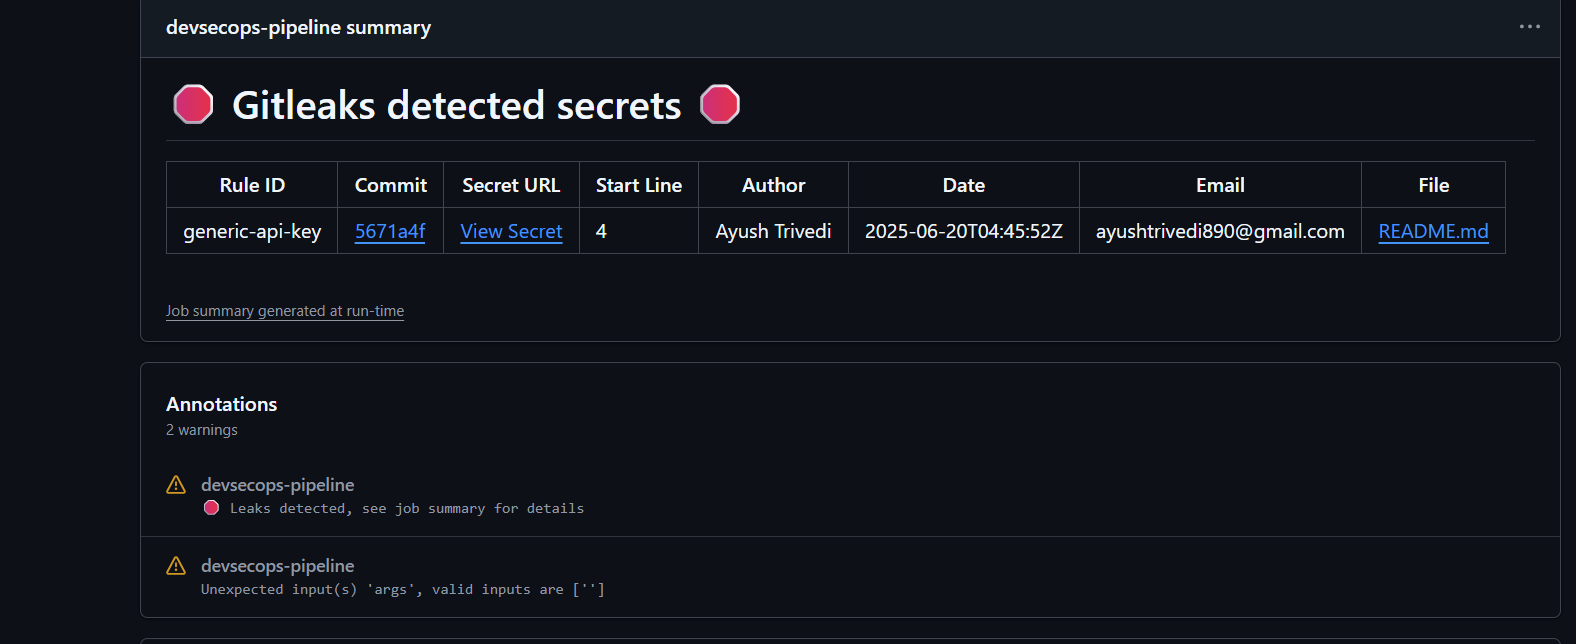 devsecops-pipeline summary
Gitleaks detected secrets
Rule ID Commit Secret URL Start Line Author Date Email File
generic-api-key 5671a4f View Secret 4 Ayush Trivedi 2025-06-20T04:45:52Z ayushtrivedi890@gmail.com README.md
Job summary generated at run-time
Annotations
2 warnings
devsecops-pipeline
Leaks detected, see job summary for details
devsecops-pipeline
Unexpected input(s) 'args', valid inputs are ['']